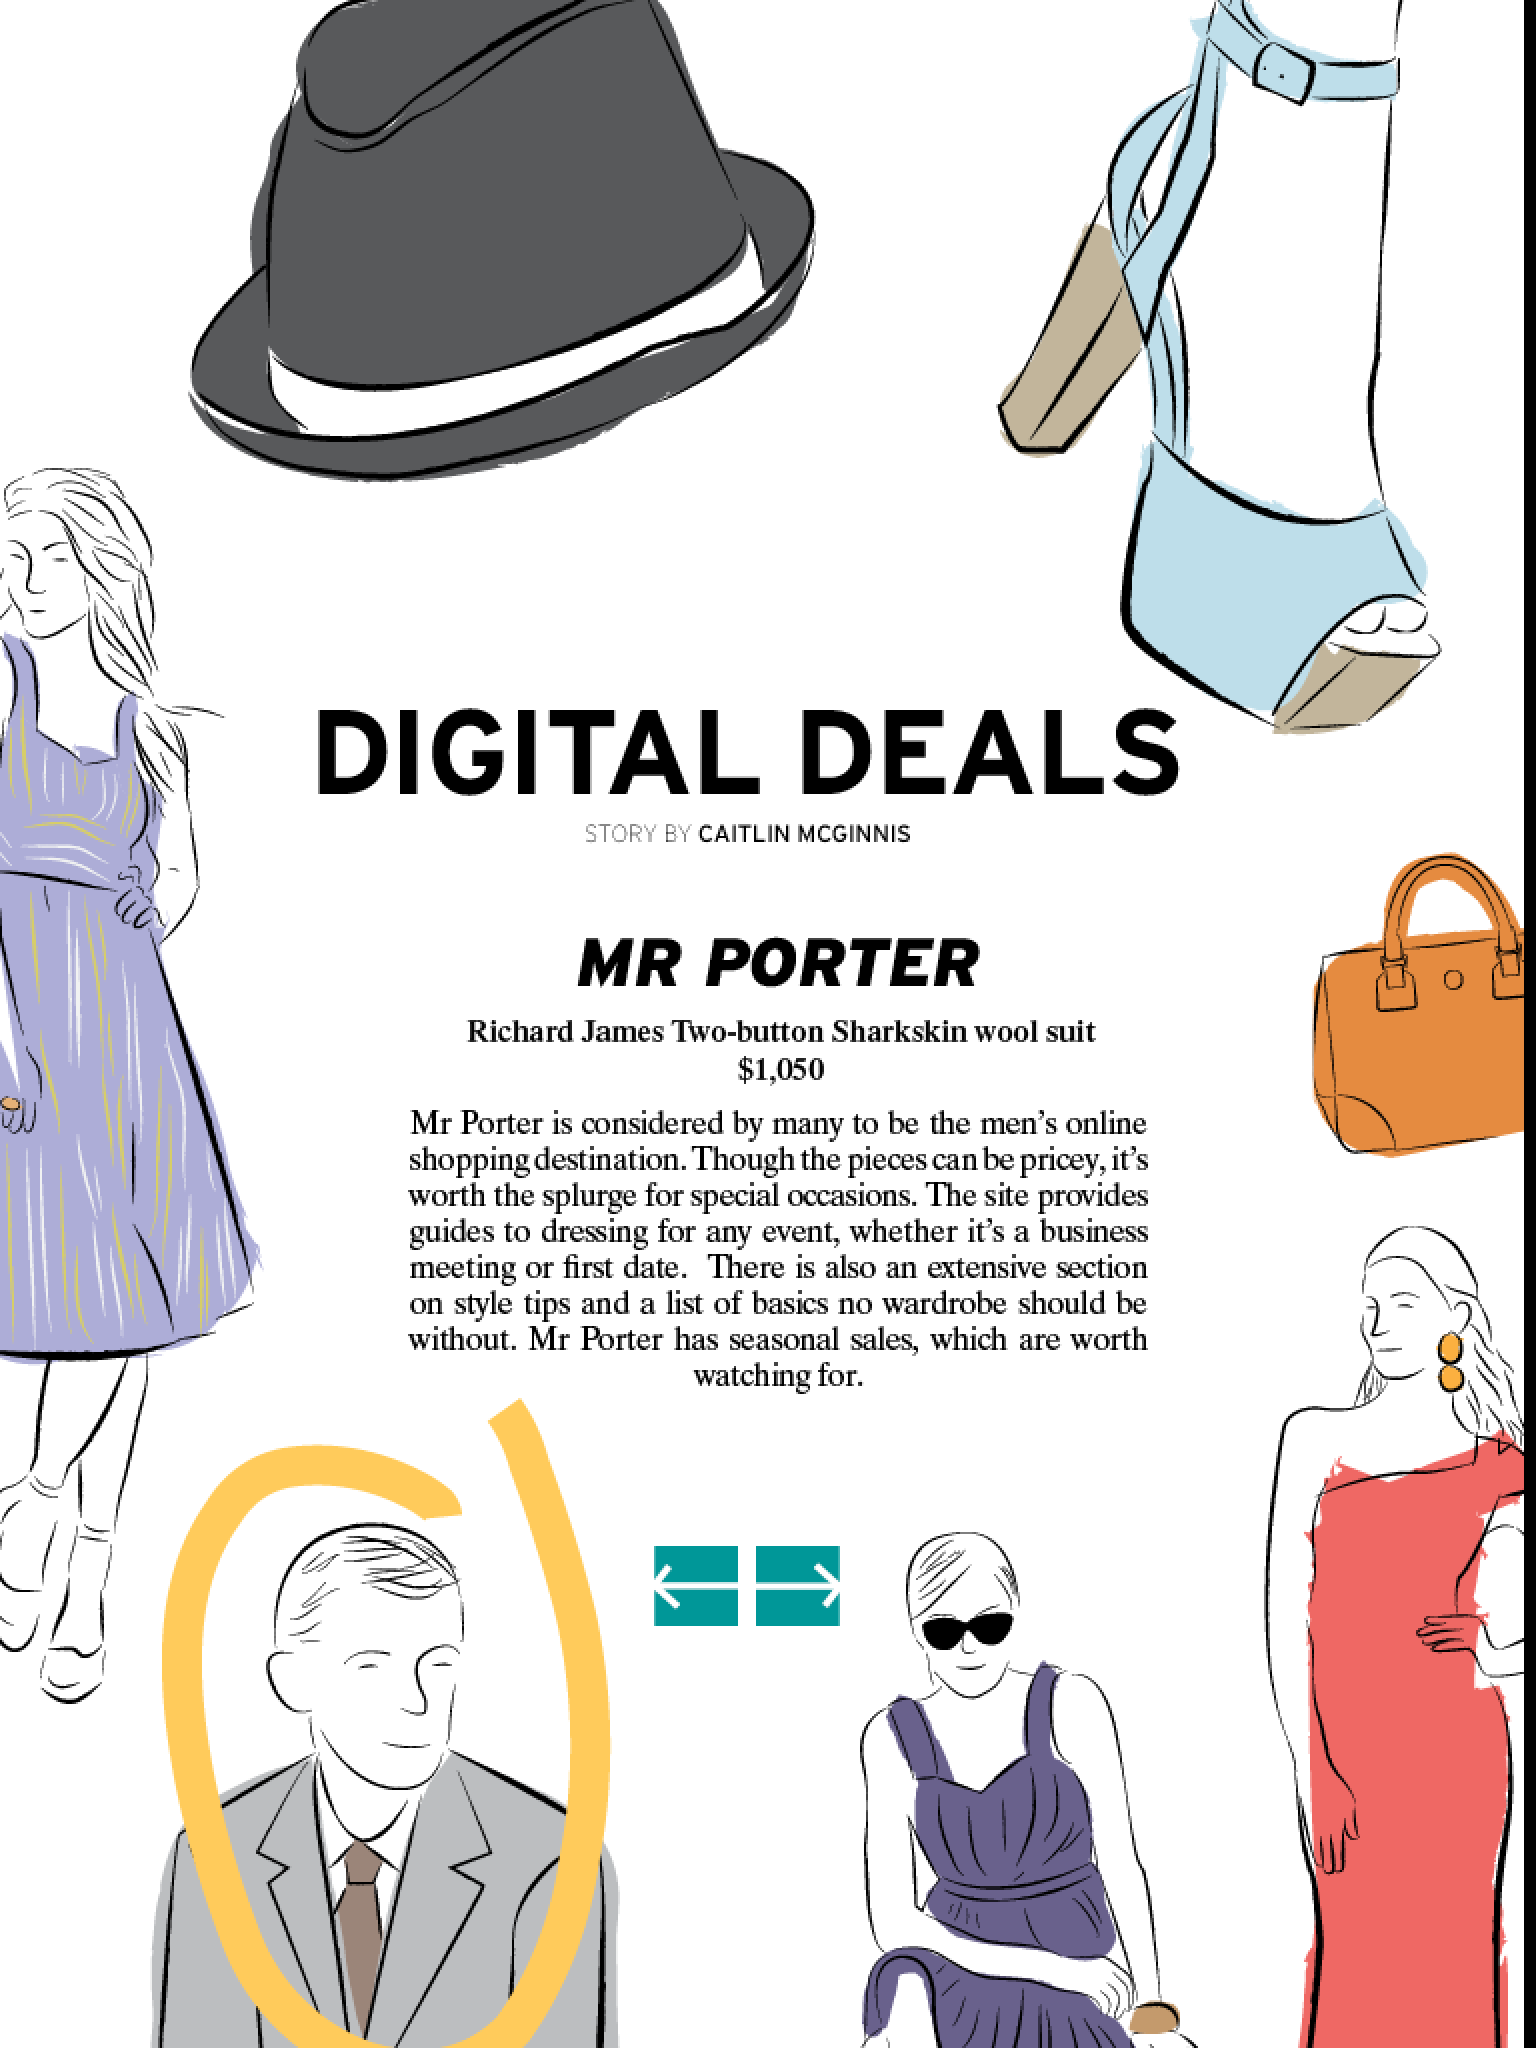 DIGITAL DEALS
STORY BY CAITLIN MCGINNIS
MR PORTER
Richard James Two-button Sharkskin wool suit
$1,050
Mr Porter is considered by many to be the men’s online
shopping destination. Though the pieces can be pricey, it’s
worth the splurge for special occasions. The site provides
guides to dressing for any event, whether it’s a business
meeting or first date.  There is also an extensive section
on style tips and a list of basics no wardrobe should be
without. Mr Porter has seasonal sales, which are worth
watching for.